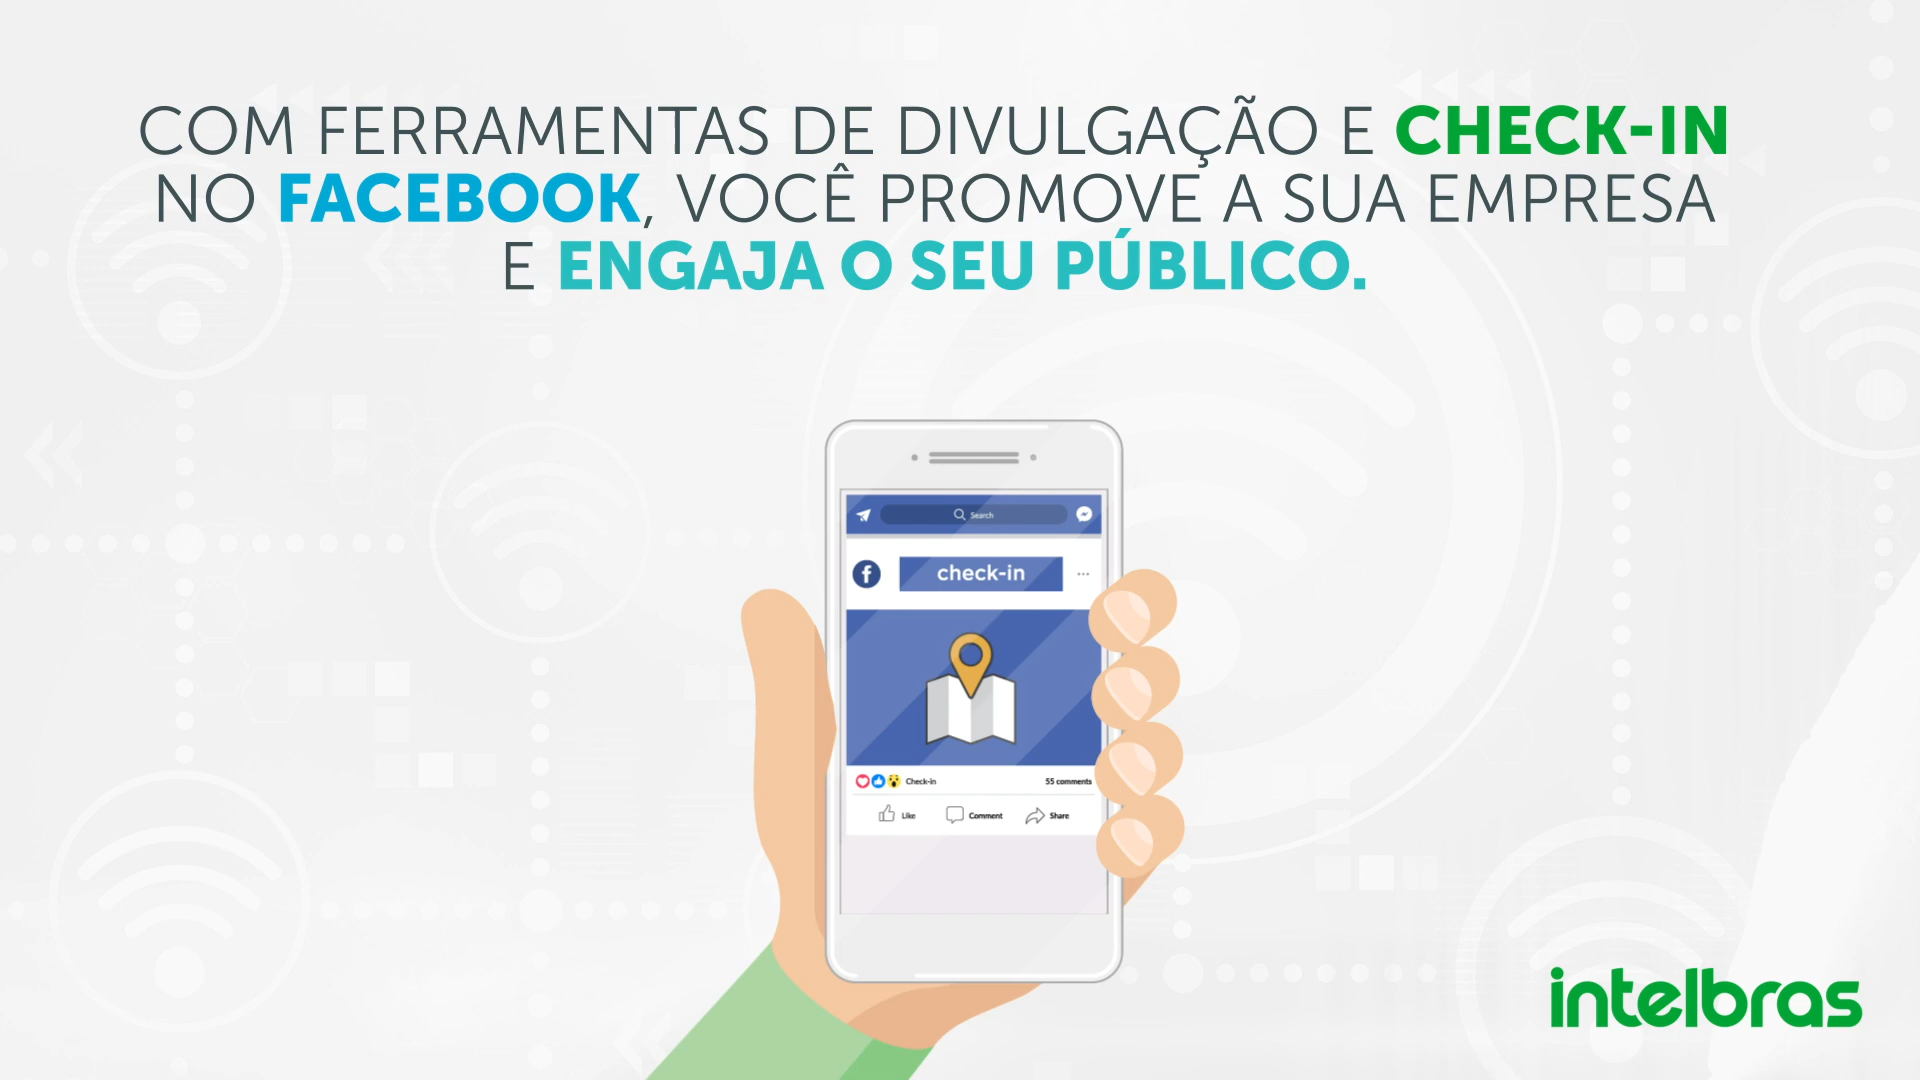 COM FERRAMENTAS DE DIVULGAÇÃO E CHECK-IN
NO FACEBOOK, VOCÊ PROMOVE A SUA EMPRESA
E ENGAJA O SEU PÚBLICO.
Search
f check-in ...
Check-in 55 comments
Like Comment Share
intelbras